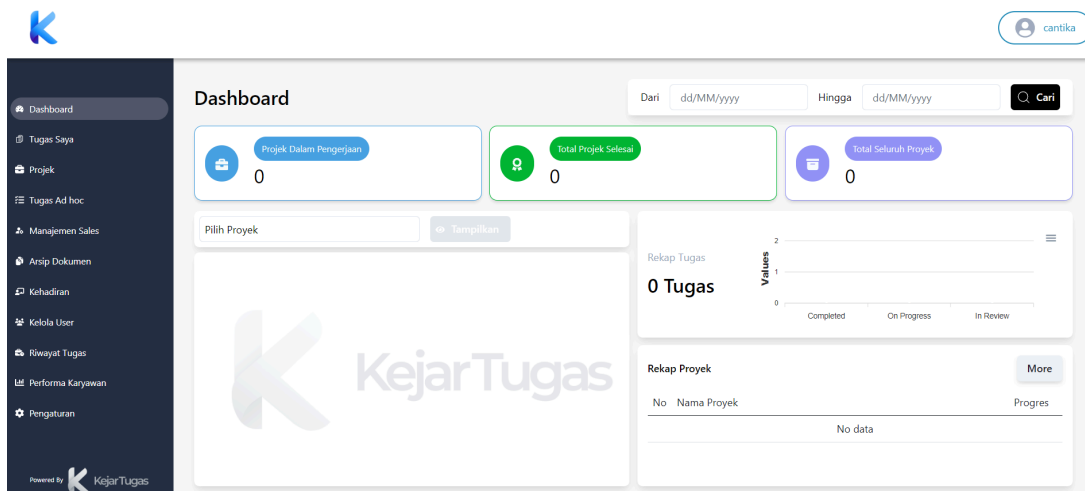 cantika
Dashboard
Tugas Saya
Projek
Tugas Ad hoc
Manajemen Sales
Arsip Dokumen
Kehadiran
Kelola User
Riwayat Tugas
Performa Karyawan
Pengaturan
Powered By KejarTugas
Dashboard
Dari dd/MM/yyyy Hingga dd/MM/yyyy Cari
Projek Dalam Pengerjaan
0
Total Projek Selesai
0
Total Seluruh Proyek
0
Pilih Proyek Tampilkan
KejarTugas
Rekap Tugas
0 Tugas
Values
2
1
0
Completed On Progress In Review
Rekap Proyek More
No Nama Proyek Progres
No data